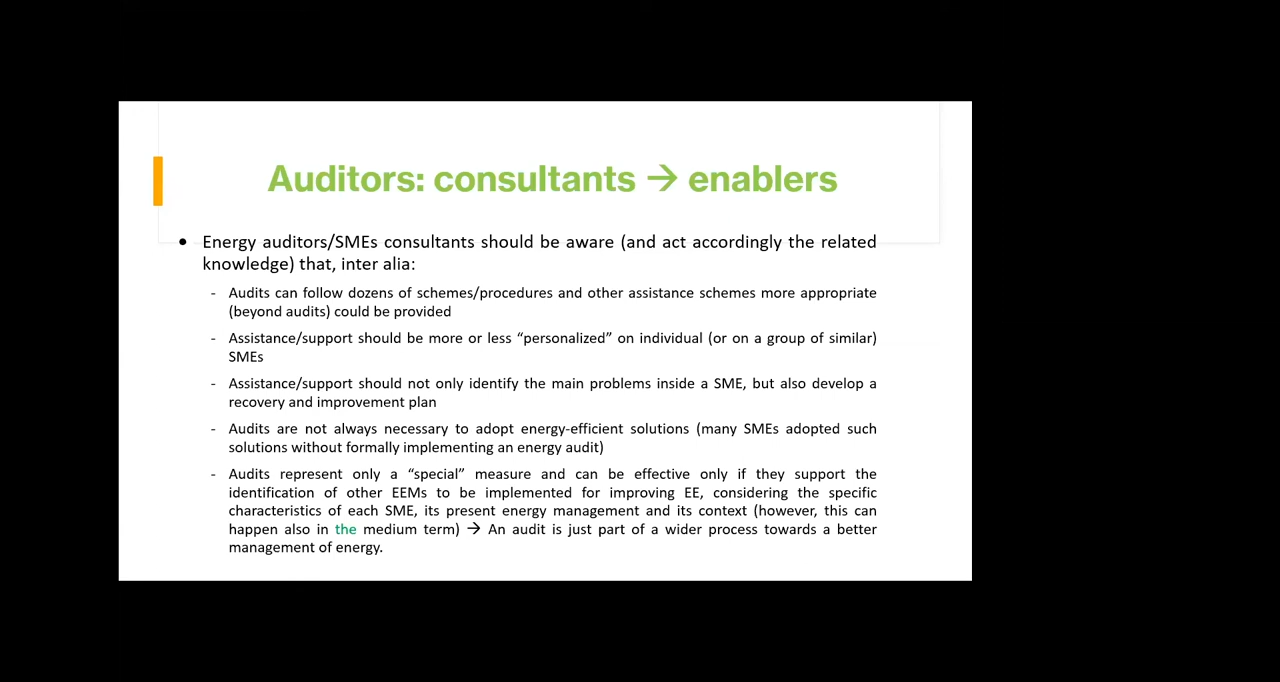 Auditors: consultants → enablers
• Energy auditors/SMEs consultants should be aware (and act accordingly the related
knowledge) that, inter alia:
- Audits can follow dozens of schemes/procedures and other assistance schemes more appropriate
(beyond audits) could be provided
- Assistance/support should be more or less “personalized” on individual (or on a group of similar)
SMEs
- Assistance/support should not only identify the main problems inside a SME, but also develop a
recovery and improvement plan
- Audits are not always necessary to adopt energy-efficient solutions (many SMEs adopted such
solutions without formally implementing an energy audit)
- Audits represent only a “special” measure and can be effective only if they support the
identification of other EEMs to be implemented for improving EE, considering the specific
characteristics of each SME, its present energy management and its context (however, this can
happen also in the medium term) → An audit is just part of a wider process towards a better
management of energy.